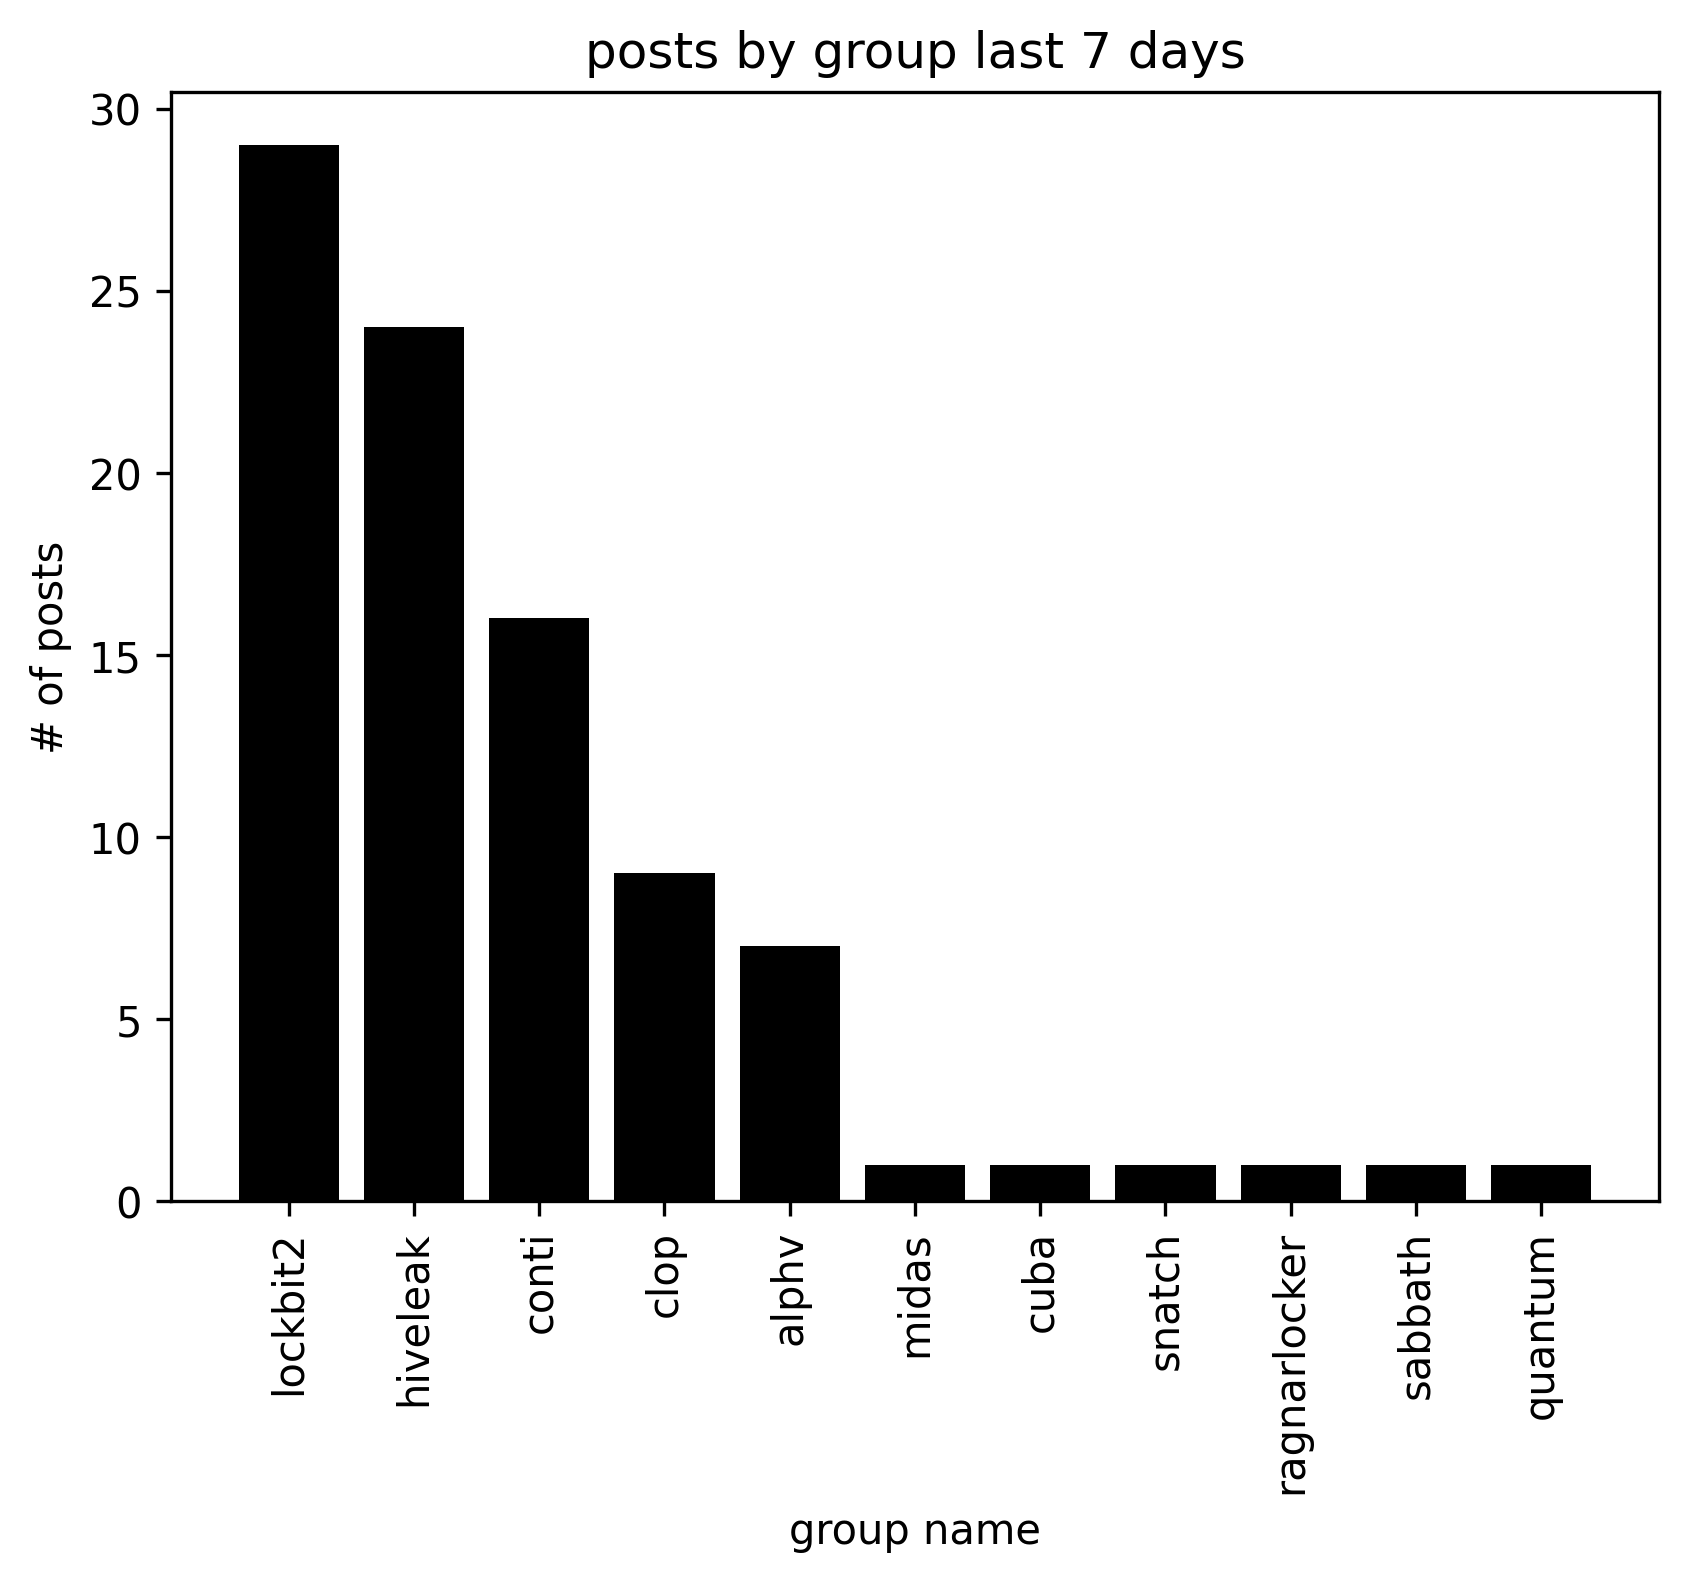 posts by group last 7 days
30
25
20
15
10
5
0
# of posts
lockbit2
hiveleak
conti
clop
alphv
midas
cuba
snatch
ragnarlocker
sabbath
quantum
group name